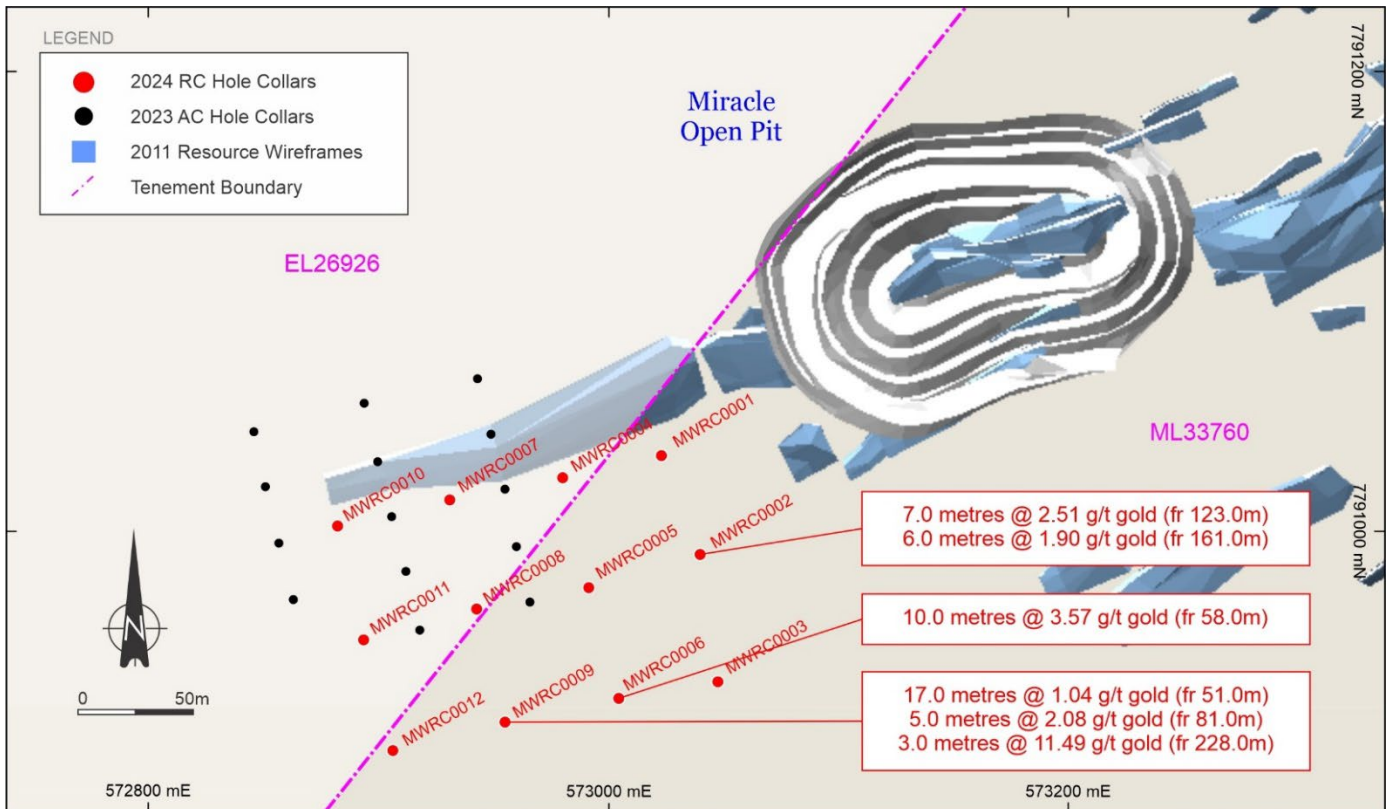 LEGEND
2024 RC Hole Collars
2023 AC Hole Collars
2011 Resource Wireframes
Tenement Boundary
Miracle
Open Pit
7791200 mN
EL26926
ML33760
MWRC0001
MWRC0004
MWRC0007
MWRC0010
7791000 mN
MWRC0002
MWRC0005
MWRC0008
MWRC0011
7.0 metres @ 2.51 g/t gold (fr 123.0m)
6.0 metres @ 1.90 g/t gold (fr 161.0m)
10.0 metres @ 3.57 g/t gold (fr 58.0m)
MWRC0003
MWRC0006
MWRC0009
MWRC0012
17.0 metres @ 1.04 g/t gold (fr 51.0m)
5.0 metres @ 2.08 g/t gold (fr 81.0m)
3.0 metres @ 11.49 g/t gold (fr 228.0m)
N
0 50m
572800 mE
573000 mE
573200 mE